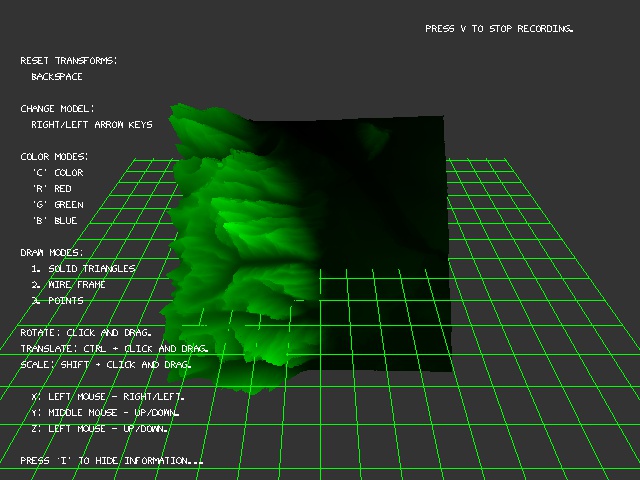 PRESS V TO STOP RECORDING.
RESET TRANSFORMS:
BACKSPACE
CHANGE MODEL:
RIGHT/LEFT ARROW KEYS
COLOR MODES:
'C' COLOR
'R' RED
'G' GREEN
'B' BLUE
DRAW MODES:
1. SOLID TRIANGLES
2. WIRE FRAME
3. POINTS
ROTATE: CLICK AND DRAG.
TRANSLATE: CTRL + CLICK AND DRAG.
SCALE: SHIFT + CLICK AND DRAG.
X: LEFT MOUSE - RIGHT/LEFT.
Y: MIDDLE MOUSE - UP/DOWN.
Z: LEFT MOUSE - UP/DOWN.
PRESS 'I' TO HIDE INFORMATION...